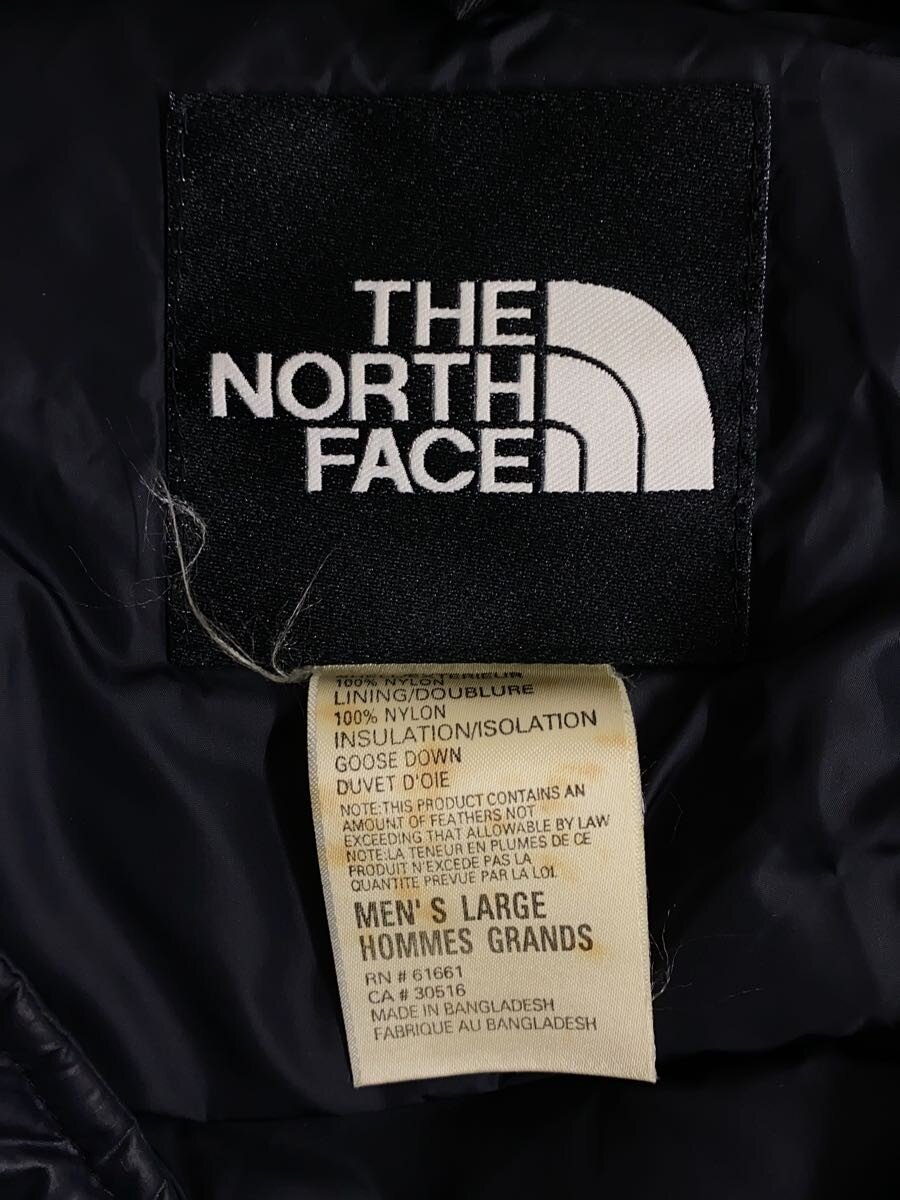 THE
NORTH
FACE
100% NYLON
LINING/DOUBLURE
100% NYLON
INSULATION/ISOLATION
GOOSE DOWN
DUVET D'OIE
NOTE:THIS PRODUCT CONTAINS AN
AMOUNT OF FEATHERS NOT
EXCEEDING THAT ALLOWABLE BY LAW
NOTE:LA TENEUR EN PLUMES DE CE
PRODUIT N'EXCEDE PAS LA
QUANTITE PREVUE PAR LA LOI.
MEN'S LARGE
HOMMES GRANDS
RN # 61661
CA # 30516
MADE IN BANGLADESH
FABRIQUE AU BANGLADESH